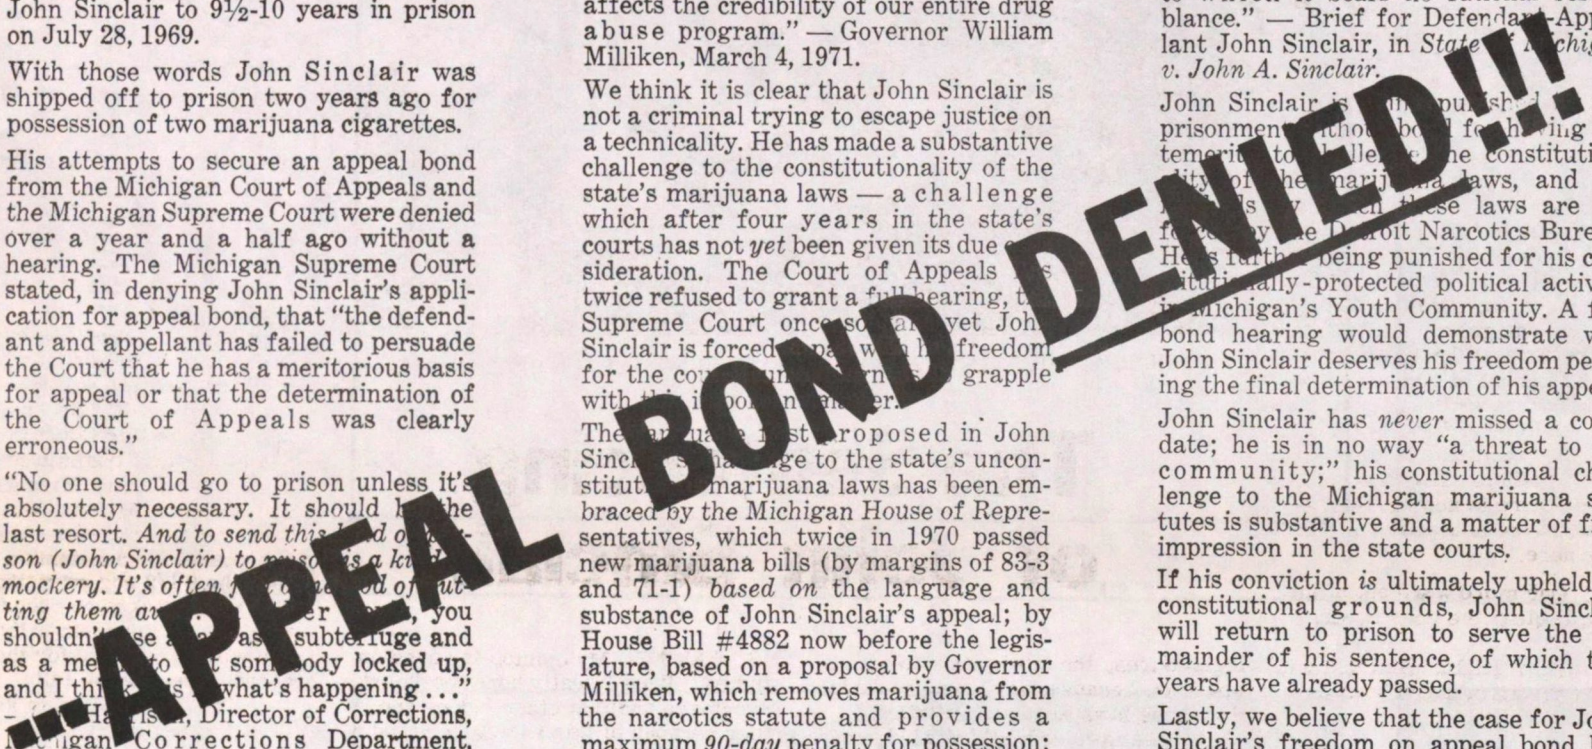 John Sinclair to 9½-10 years in prison
on July 28, 1969.
With those words John Sinclair was
shipped off to prison two years ago for
possession of two marijuana cigarettes.
His attempts to secure an appeal bond
from the Michigan Court of Appeals and
the Michigan Supreme Court were denied
over a year and a half ago without a
hearing. The Michigan Supreme Court
stated, in denying John Sinclair's appli-
cation for appeal bond, that "the defend-
ant and appellant has failed to persuade
the Court that he has a meritorious basis
for appeal or that the determination of
the Court of Appeals was clearly
erroneous."
"No one should go to prison unless it's
absolutely necessary. It should the
last resort. And to send this
son (John Sinclair) to is a
mockery. It's often
ting them you
shouldn't subterfuge and
as a to locked up,
and I what's happening . . ."
Director of Corrections,
Corrections Department,
affects the credibility of our entire drug
abuse program." — Governor William
Milliken, March 4, 1971.
We think it is clear that John Sinclair is
not a criminal trying to escape justice on
a technicality. He has made a substantive
challenge to the constitutionality of the
state's marijuana laws — a challenge
which after four years in the state's
courts has not yet been given its due
sideration. The Court of Appeals
twice refused to grant a full hearing,
Supreme Court once yet
Sinclair is forced freedom
for the grapple
with
The proposed in John
to the state's uncon-
marijuana laws has been em-
braced by the Michigan House of Repre-
sentatives, which twice in 1970 passed
new marijuana bills (by margins of 83-3
and 71-1) based on the language and
substance of John Sinclair's appeal; by
House Bill #4882 now before the legis-
lature, based on a proposal by Governor
Milliken, which removes marijuana from
the narcotics statute and provides a
maximum 90-day penalty for possession;
blance." — Brief for Defendant-App
lant John Sinclair, in State
v. John A. Sinclair.
John Sinclair is
prisonment
to the constituti
of the marijuana laws, and
these laws are
by the Detroit Narcotics Bure
further being punished for his c
protected political activ
in Michigan's Youth Community. A
bond hearing would demonstrate
John Sinclair deserves his freedom pe
ing the final determination of his app
John Sinclair has never missed a co
date; he is in no way "a threat to
community;" his constitutional ch
lenge to the Michigan marijuana
tutes is substantive and a matter of f
impression in the state courts.
If his conviction is ultimately upheld
constitutional grounds, John Sinc
will return to prison to serve the
mainder of his sentence, of which t
years have already passed.
Lastly, we believe that the case for Jo
Sinclair's freedom on appeal bond
...APPEAL BOND DENIED!!!